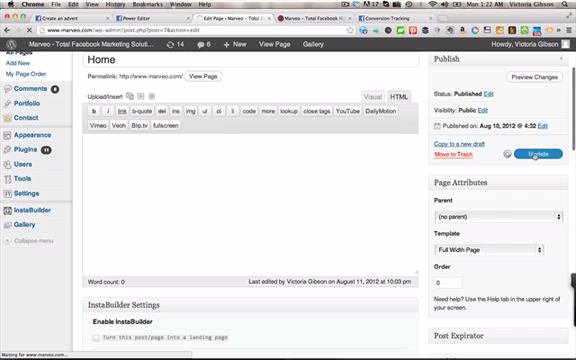 Chrome File Edit View History Bookmarks Window Help
Mon 1:22 AM Victoria Gibson
Create an advert
Power Editor
Edit Page ‹ Marveo – Total
Marveo - Total Facebook M
Conversion Tracking
www.marveo.com/wp-admin/post.php?post=7&action=edit
Marveo – Total Facebook Marketing Soluti...
14
6
+ New
View Page
Gallery
Howdy, Victoria Gibson
All Pages
Add New
My Page Order
Comments 6
Portfolio
Contact
Appearance
Plugins 11
Users
Tools
Settings
InstaBuilder
Gallery
Collapse menu
Home
Permalink: http://www.marveo.com/ View Page
Upload/Insert
Visual HTML
b i link b-quote del ins img ul ol li code more lookup close tags YouTube DailyMotion
Vimeo Veoh Blip.tv fullscreen
Word count: 0
Last edited by Victoria Gibson on August 11, 2012 at 10:03 pm
InstaBuilder Settings
Enable InstaBuilder
Turn this post/page into a landing page
Publish
Preview Changes
Status: Published Edit
Visibility: Public Edit
Published on: Aug 10, 2012 @ 4:32 Edit
Copy to a new draft
Move to Trash
Update
Page Attributes
Parent
(no parent)
Template
Full Width Page
Order
0
Need help? Use the Help tab in the upper right of
your screen.
Post Expirator
Waiting for www.marveo.com...